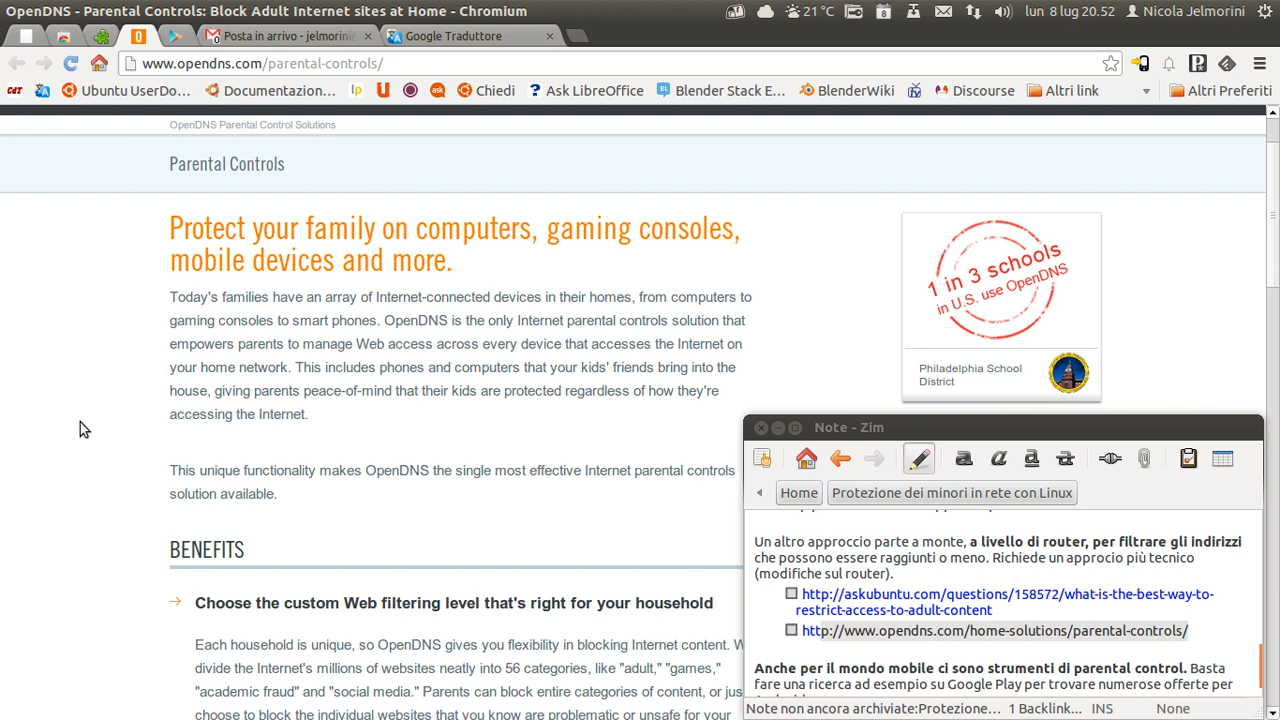 OpenDNS - Parental Controls: Block Adult Internet sites at Home - Chromium
21 °C
8
lun 8 lug 20.52
Nicola Jelmorini
Posta in arrivo - jelmorini
Google Traduttore
www.opendns.com/parental-controls/
CdT
Ubuntu UserDo...
Documentazion...
lp
ask
Chiedi
Ask LibreOffice
BL
Blender Stack E...
BlenderWiki
Discourse
Altri link
Altri Preferiti
OpenDNS Parental Control Solutions
Parental Controls
Protect your family on computers, gaming consoles,
mobile devices and more.
Today's families have an array of Internet-connected devices in their homes, from computers to
gaming consoles to smart phones. OpenDNS is the only Internet parental controls solution that
empowers parents to manage Web access across every device that accesses the Internet on
your home network. This includes phones and computers that your kids' friends bring into the
house, giving parents peace-of-mind that their kids are protected regardless of how they're
accessing the Internet.
This unique functionality makes OpenDNS the single most effective Internet parental controls
solution available.
BENEFITS
Choose the custom Web filtering level that's right for your household
Each household is unique, so OpenDNS gives you flexibility in blocking Internet content. W
divide the Internet's millions of websites neatly into 56 categories, like "adult," "games,"
"academic fraud" and "social media." Parents can block entire categories of content, or jus
choose to block the individual websites that you know are problematic or unsafe for your
1 in 3 schools
in U.S. use OpenDNS
Philadelphia School
District
Note - Zim
a a a a
Home
Protezione dei minori in rete con Linux
Un altro approccio parte a monte, a livello di router, per filtrare gli indirizzi
che possono essere raggiunti o meno. Richiede un approcio più tecnico
(modifiche sul router).
http://askubuntu.com/questions/158572/what-is-the-best-way-to-
restrict-access-to-adult-content
http://www.opendns.com/home-solutions/parental-controls/
Anche per il mondo mobile ci sono strumenti di parental control. Basta
fare una ricerca ad esempio su Google Play per trovare numerose offerte per
Note non ancora archiviate:Protezione...
1 Backlink...
INS
None